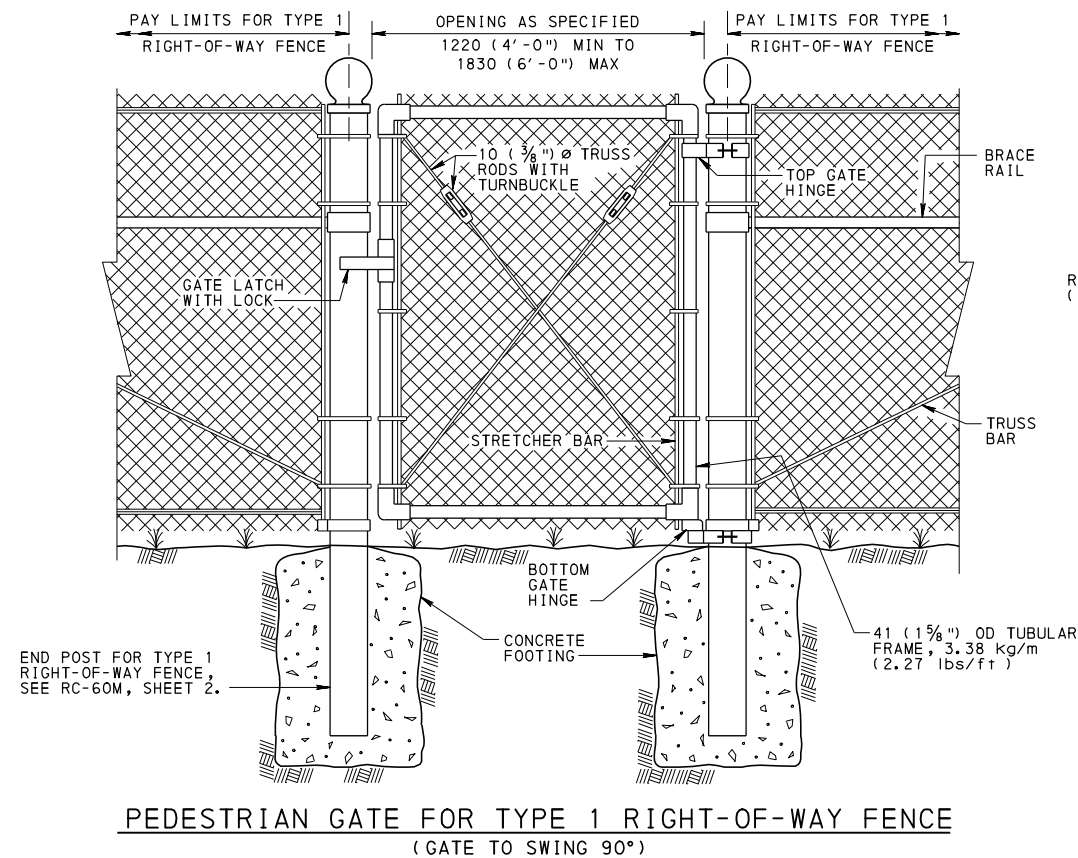 PAY LIMITS FOR TYPE 1
RIGHT-OF-WAY FENCE
OPENING AS SPECIFIED
1220 (4'-0") MIN TO
1830 (6'-0") MAX
PAY LIMITS FOR TYPE 1
RIGHT-OF-WAY FENCE
10 (3/8") Ø TRUSS
RODS WITH
TURNBUCKLE
TOP GATE
HINGE
BRACE
RAIL
GATE LATCH
WITH LOCK
R
(
STRETCHER BAR
TRUSS
BAR
BOTTOM
GATE
HINGE
CONCRETE
FOOTING
41 (1 5/8") OD TUBULAR
FRAME, 3.38 kg/m
(2.27 lbs/ft)
END POST FOR TYPE 1
RIGHT-OF-WAY FENCE,
SEE RC-60M, SHEET 2.
PEDESTRIAN GATE FOR TYPE 1 RIGHT-OF-WAY FENCE
(GATE TO SWING 90°)